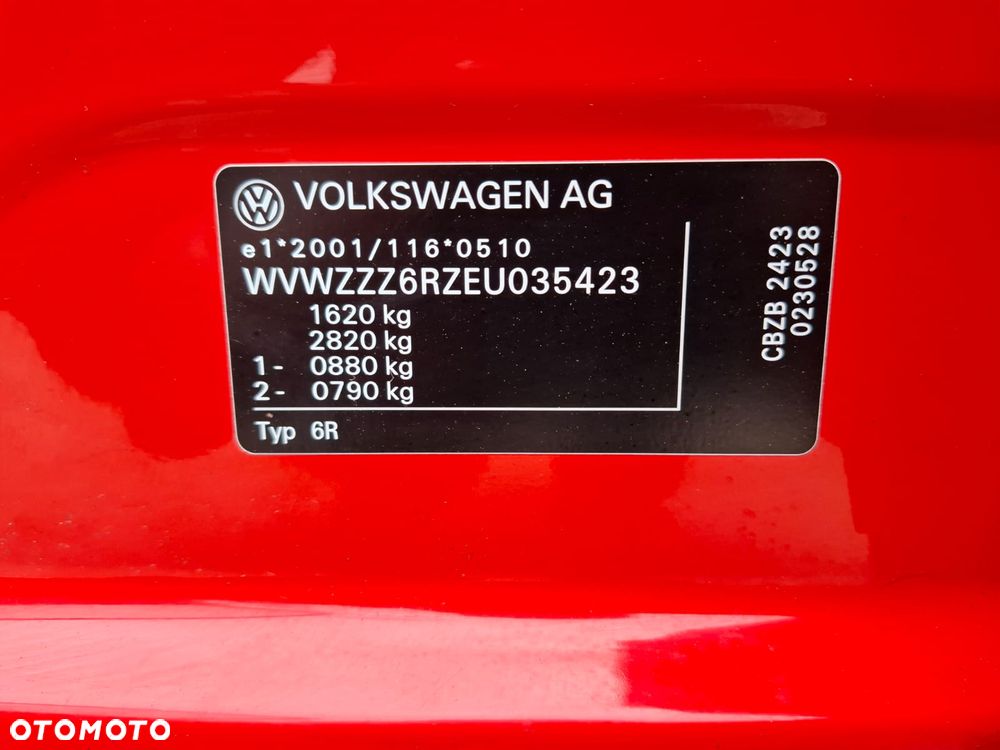 VOLKSWAGEN AG
e1*2001/116*0510
WVWZZZ6RZEU035423
1620 kg
2820 kg
1- 0880 kg
2- 0790 kg
Typ 6R
CBZB 2423
0230528
OTOMOTO